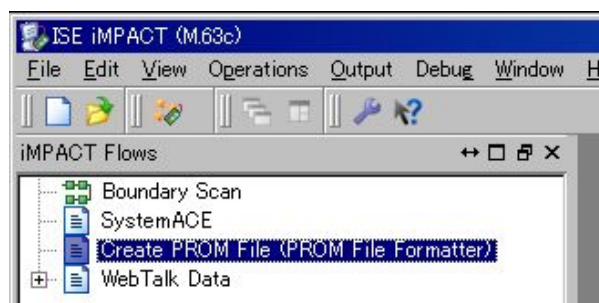 ISE iMPACT (M.63c)
File Edit View Operations Output Debug Window H
iMPACT Flows
Boundary Scan
SystemACE
Create PROM File (PROM File Formatter)
WebTalk Data